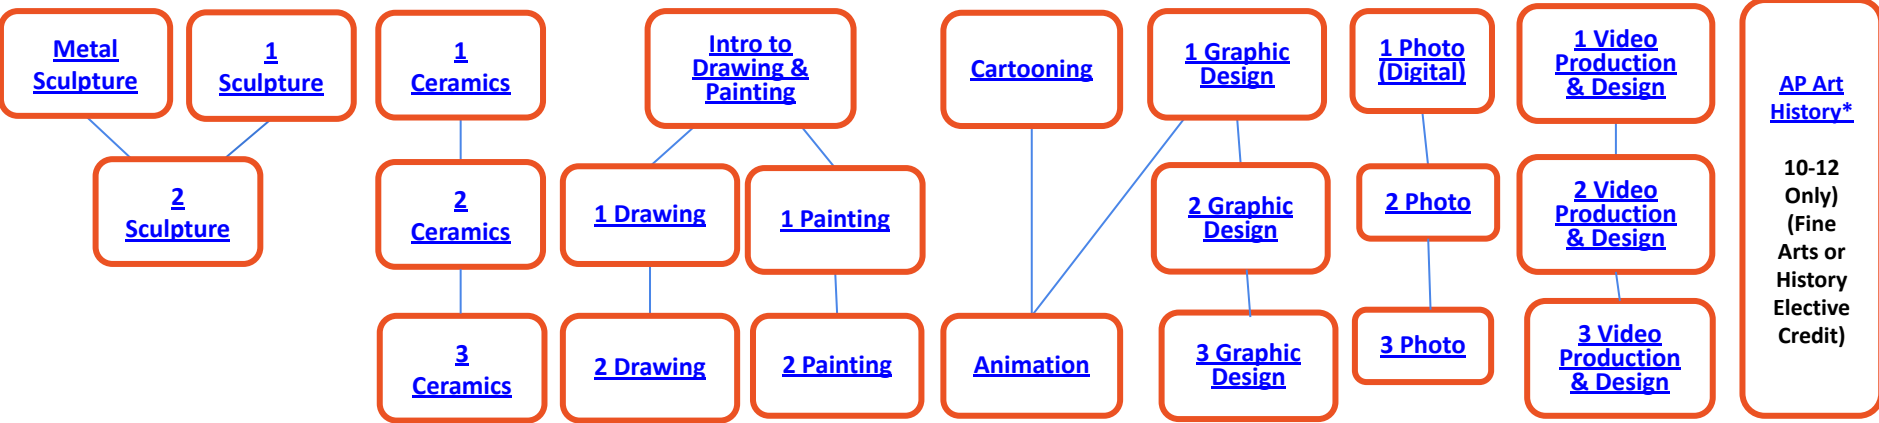 Metal
Sculpture
1
Sculpture
2
Sculpture
1
Ceramics
2
Ceramics
3
Ceramics
Intro to
Drawing &
Painting
1 Drawing
1 Painting
2 Drawing
2 Painting
Cartooning
Animation
1 Graphic
Design
2 Graphic
Design
3 Graphic
Design
1 Photo
(Digital)
2 Photo
3 Photo
1 Video
Production
& Design
2 Video
Production
& Design
3 Video
Production
& Design
AP Art
History*
10-12
Only)
(Fine
Arts or
History
Elective
Credit)